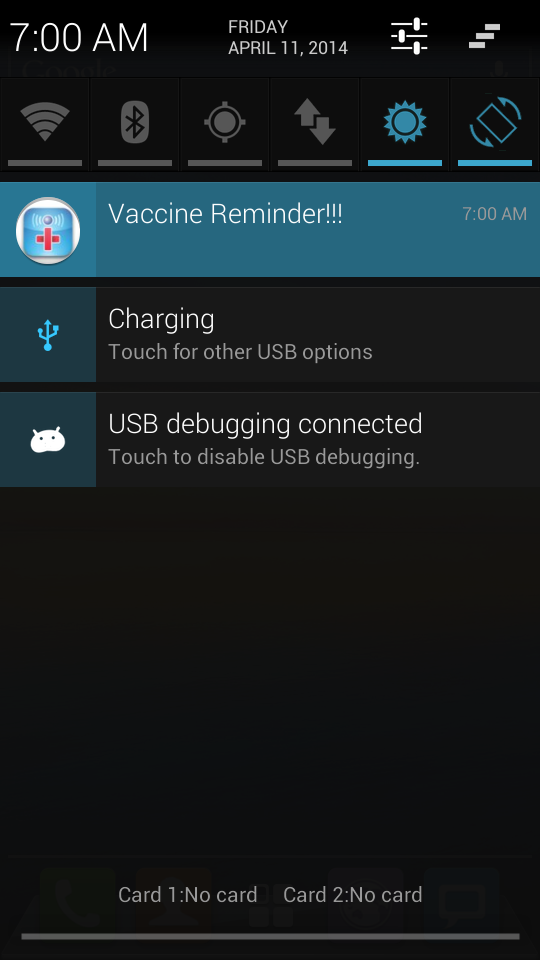 7:00 AM
FRIDAY
APRIL 11, 2014
Google
Vaccine Reminder!!!
7:00 AM
Charging
Touch for other USB options
USB debugging connected
Touch to disable USB debugging.
Card 1:No card
Card 2:No card